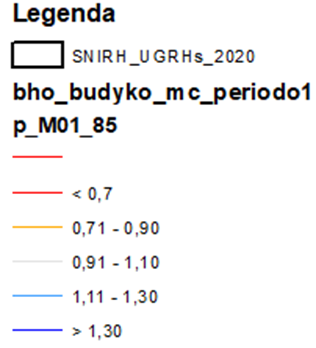 Legenda
SNIRH_UGRHs_2020
bho_budyko_mc_periodo1
p_M01_85
< 0,7
0,71 - 0,90
0,91 - 1,10
1,11 - 1,30
> 1,30